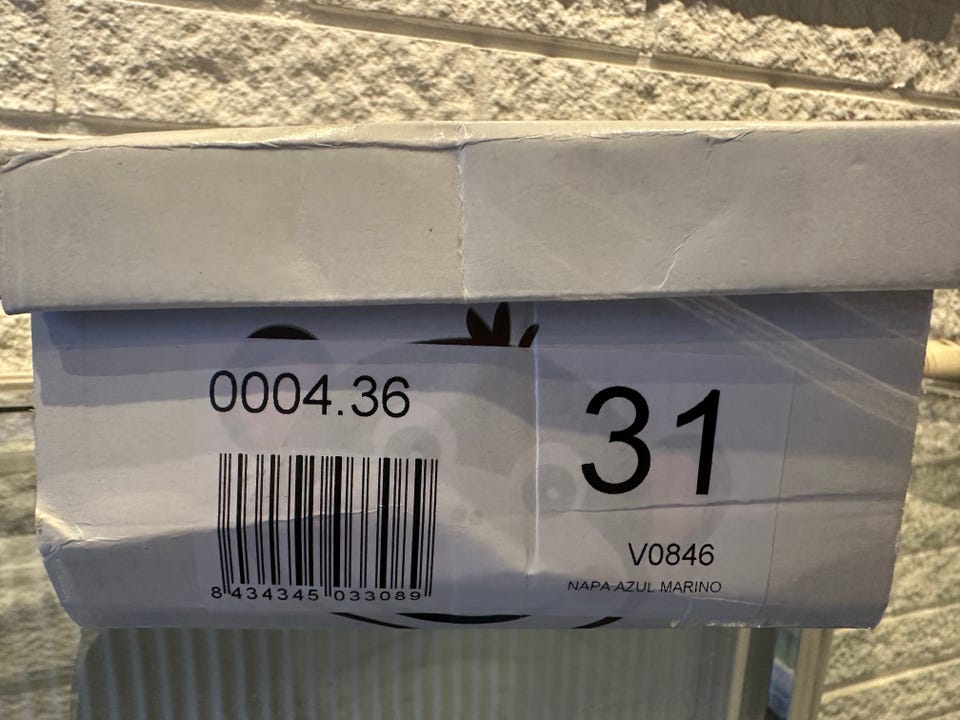 0004.36
31
8 434345 033089
V0846
NAPA AZUL MARINO